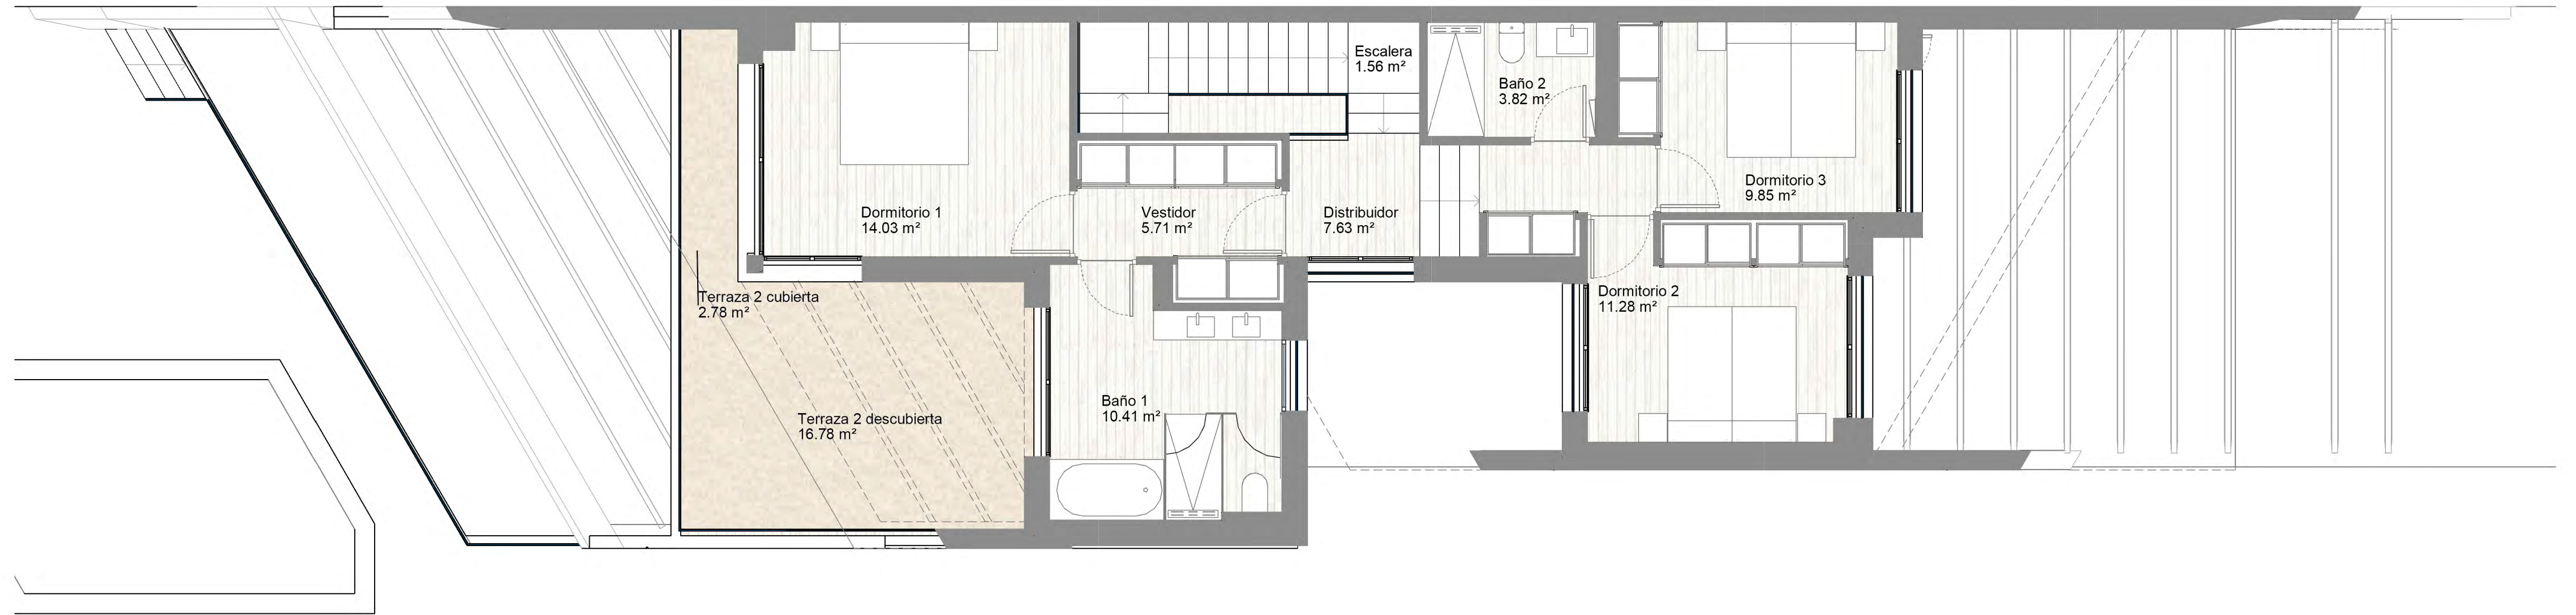 Escalera
1.56 m²
Baño 2
3.82 m²
Dormitorio 3
9.85 m²
Dormitorio 1
14.03 m²
Vestidor
5.71 m²
Distribuidor
7.63 m²
Dormitorio 2
11.28 m²
Terraza 2 cubierta
2.78 m²
Baño 1
10.41 m²
Terraza 2 descubierta
16.78 m²